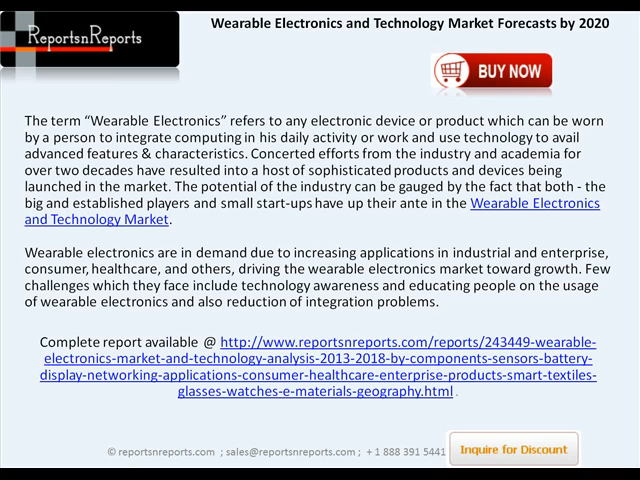 Wearable Electronics and Technology Market Forecasts by 2020
ReportsnReports
BUY NOW
The term “Wearable Electronics” refers to any electronic device or product which can be worn
by a person to integrate computing in his daily activity or work and use technology to avail
advanced features & characteristics. Concerted efforts from the industry and academia for
over two decades have resulted into a host of sophisticated products and devices being
launched in the market. The potential of the industry can be gauged by the fact that both - the
big and established players and small start-ups have up their ante in the Wearable Electronics
and Technology Market.
Wearable electronics are in demand due to increasing applications in industrial and enterprise,
consumer, healthcare, and others, driving the wearable electronics market toward growth. Few
challenges which they face include technology awareness and educating people on the usage
of wearable electronics and also reduction of integration problems.
Complete report available @ http://www.reportsnreports.com/reports/243449-wearable-
electronics-market-and-technology-analysis-2013-2018-by-components-sensors-battery-
display-networking-applications-consumer-healthcare-enterprise-products-smart-textiles-
glasses-watches-e-materials-geography.html .
© reportsnreports.com ; sales@reportsnreports.com ; + 1 888 391 5441
Inquire for Discount